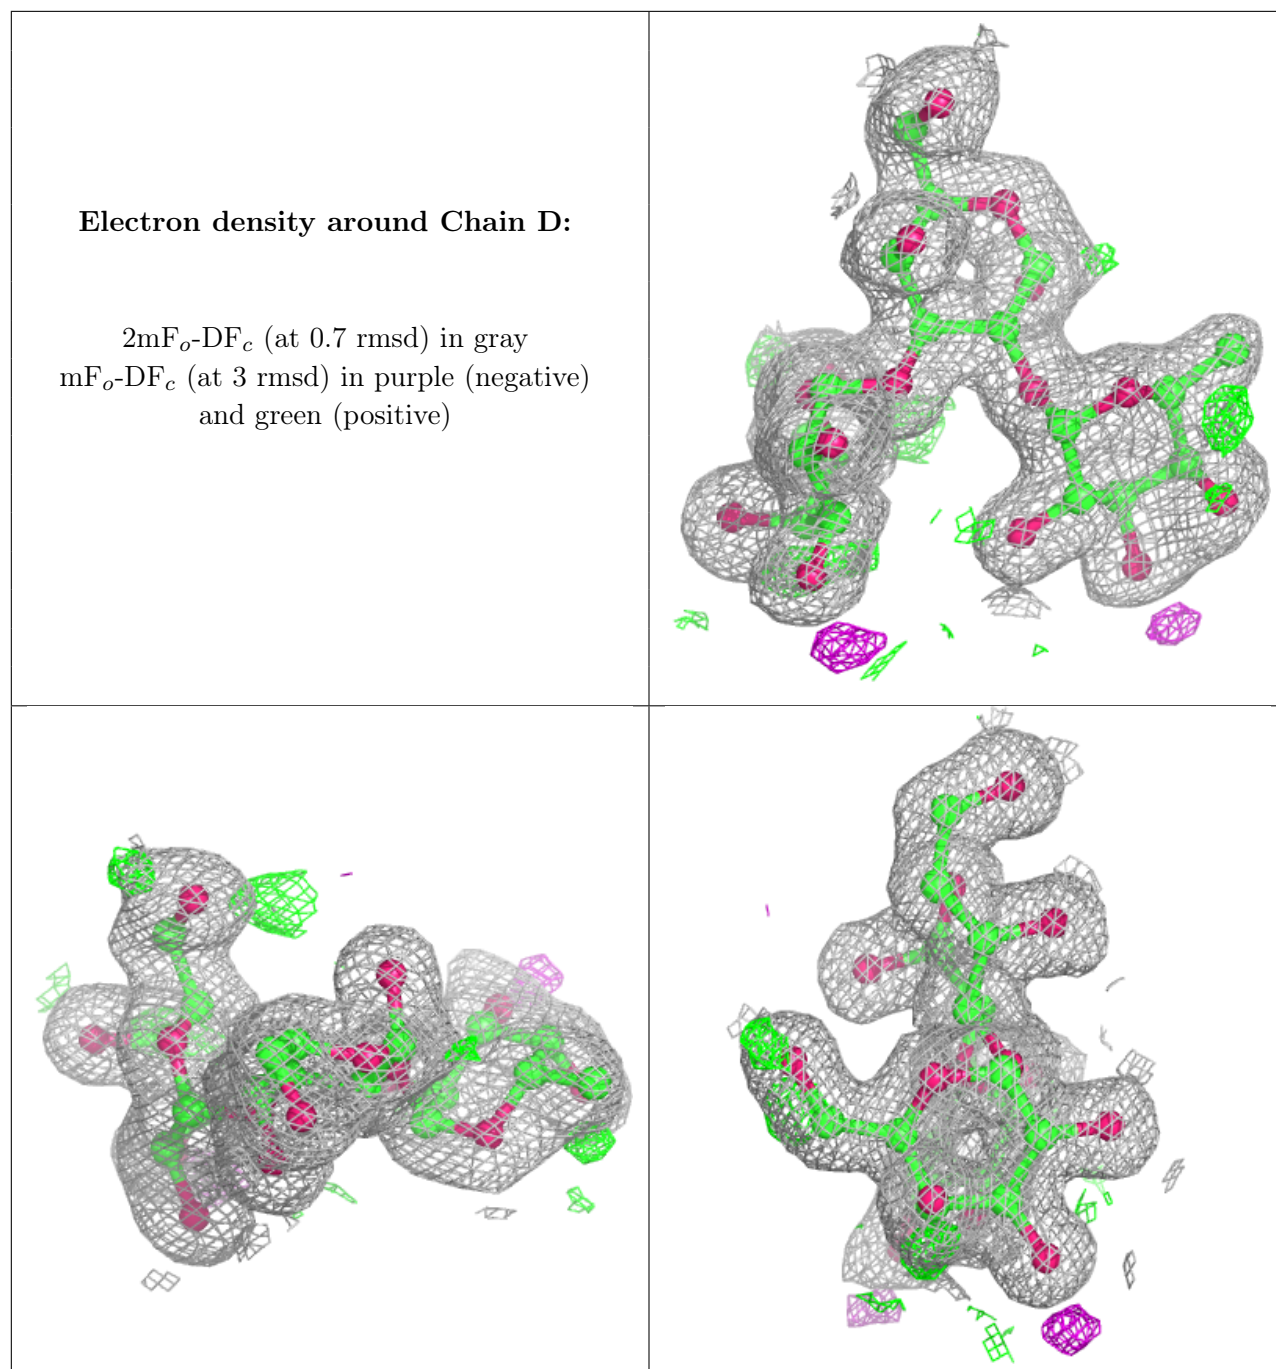 Electron density around Chain D:
2mFₒ-DF𝒸 (at 0.7 rmsd) in gray
mFₒ-DF𝒸 (at 3 rmsd) in purple (negative)
and green (positive)